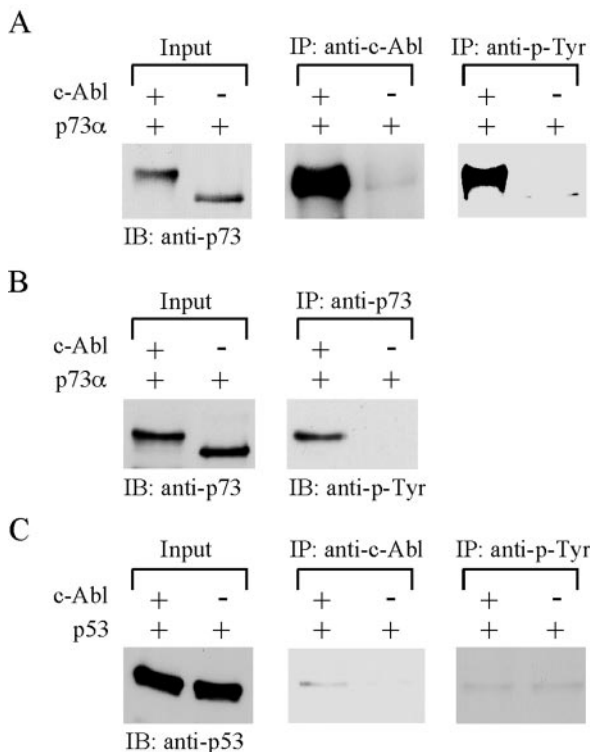 A
Input IP: anti-c-Abl IP: anti-p-Tyr
c-Abl + - + - + -
p73α + + + + + +
IB: anti-p73
B
Input IP: anti-p73
c-Abl + - + -
p73α + + + +
IB: anti-p73 IB: anti-p-Tyr
C
Input IP: anti-c-Abl IP: anti-p-Tyr
c-Abl + - + - + -
p53 + + + + + +
IB: anti-p53